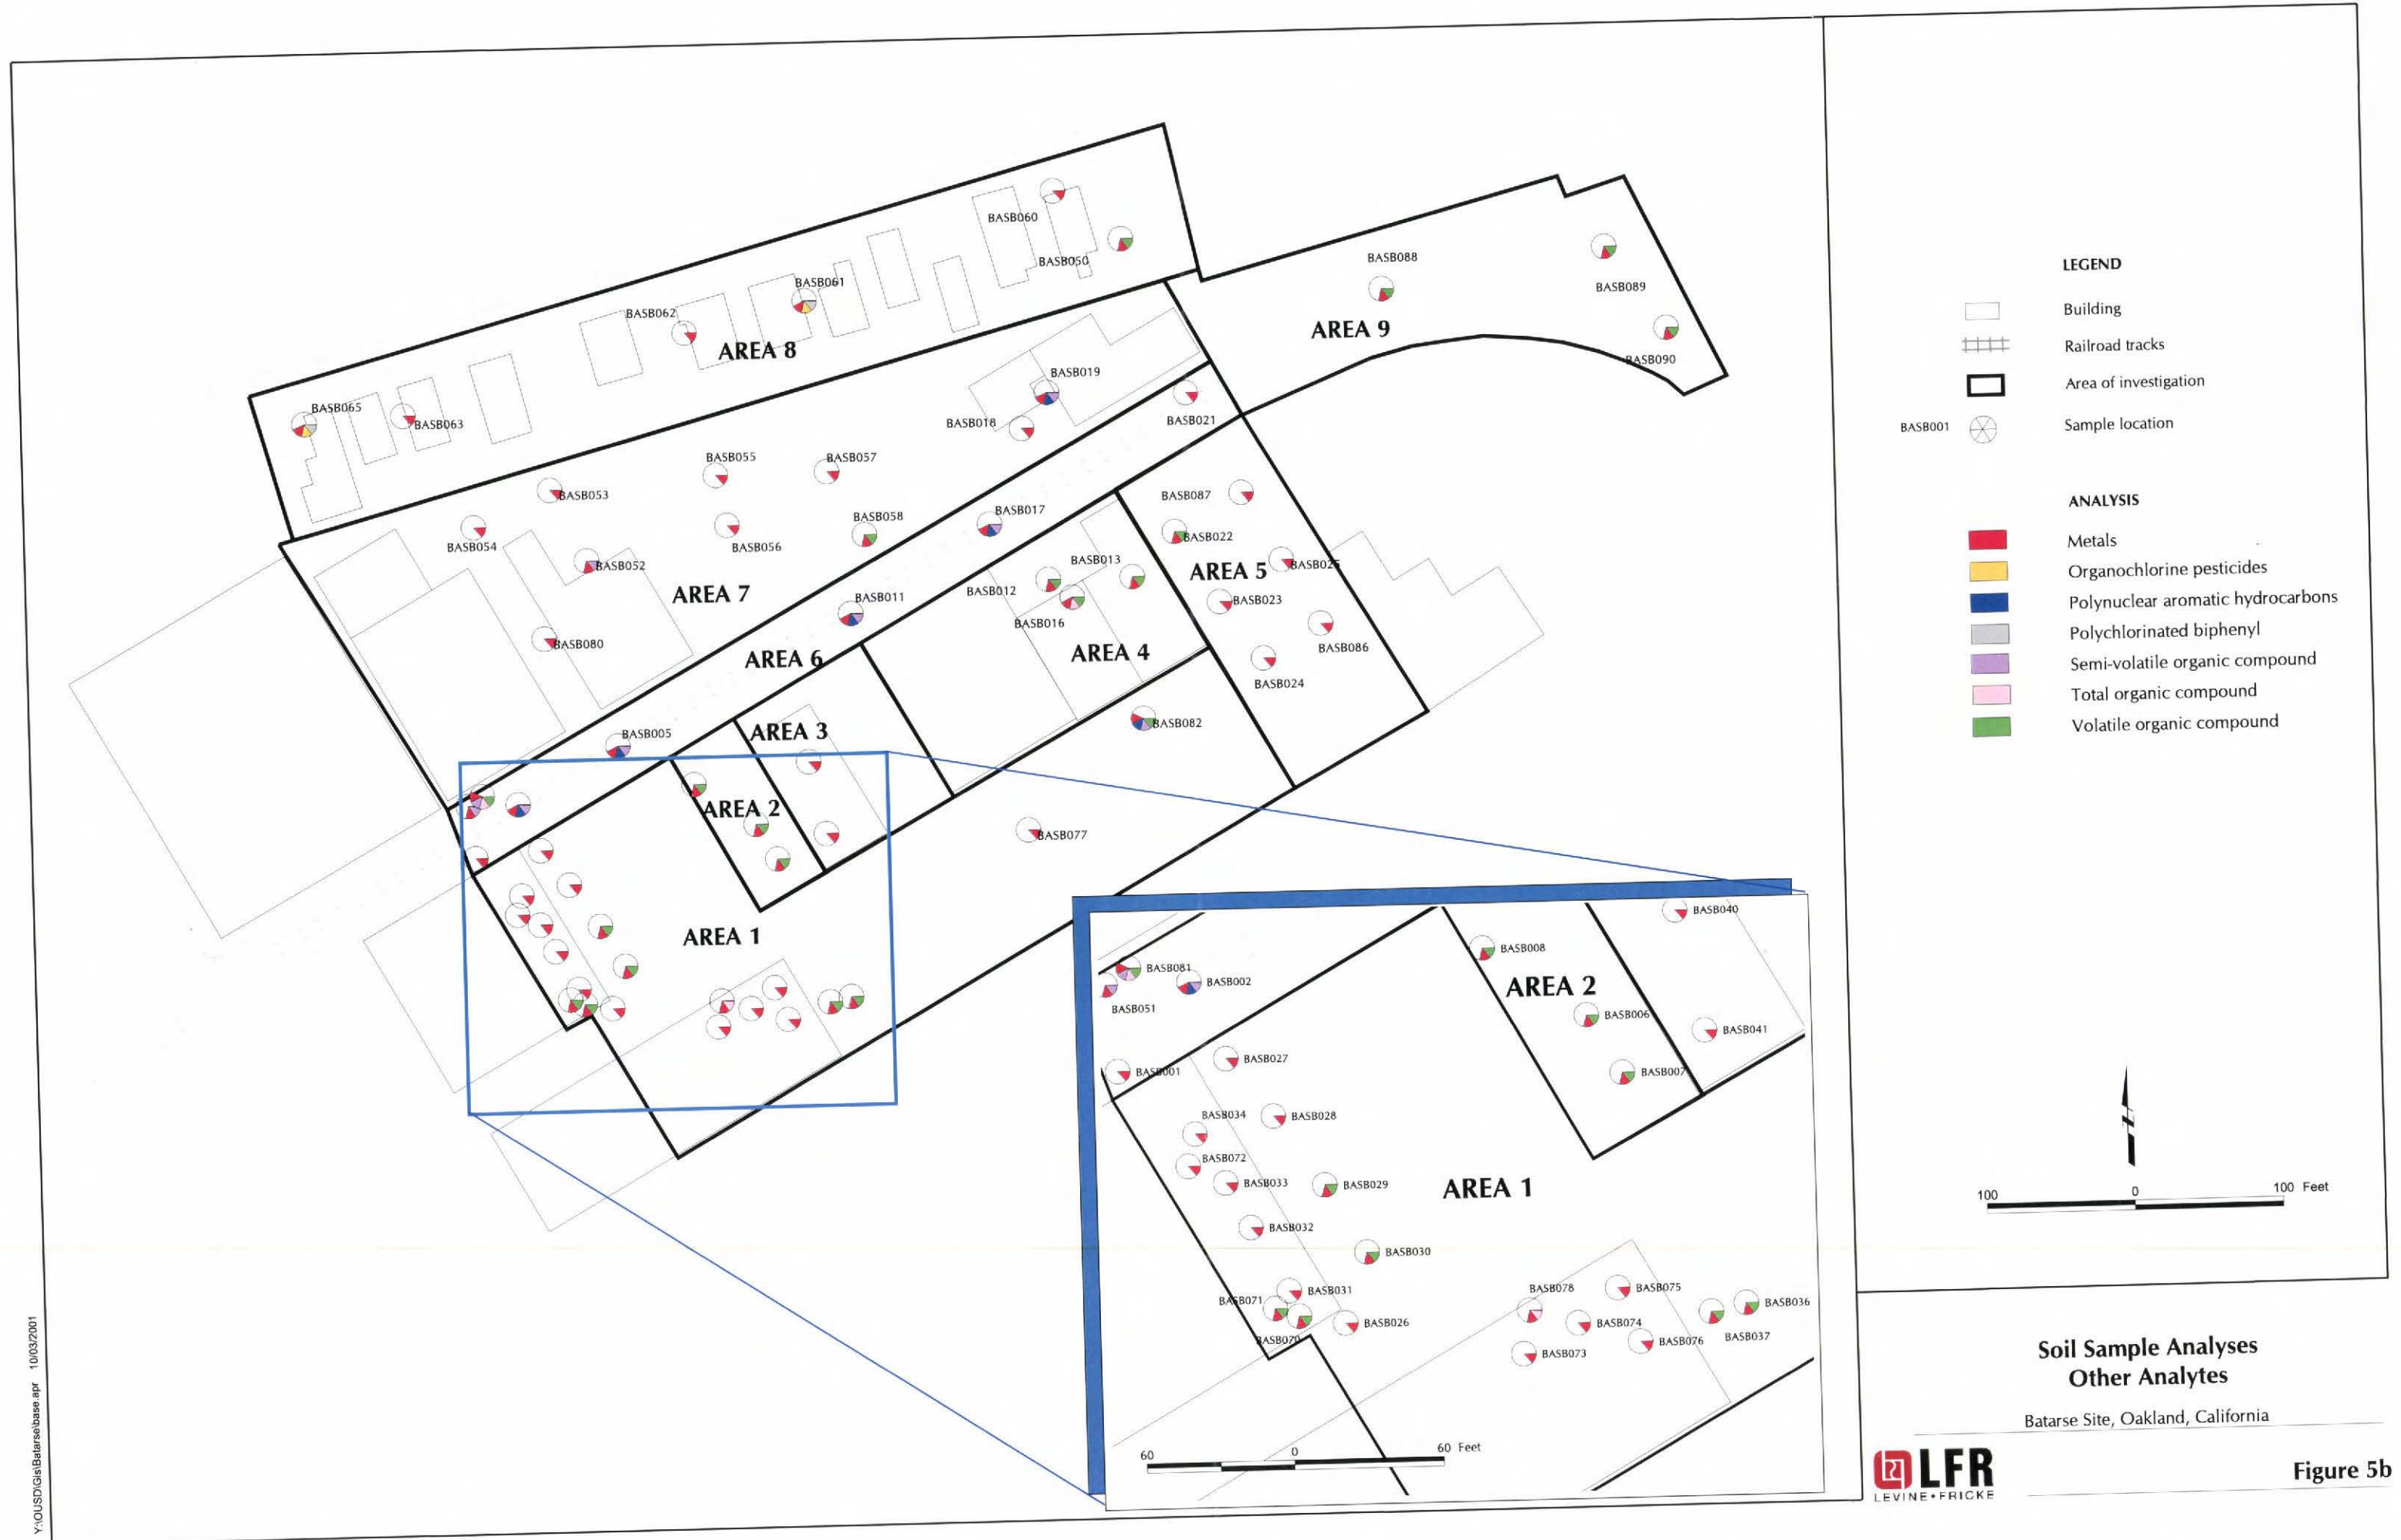 BASB060
BASB050
BASB061
BASB062
AREA 8
BASB065
BASB063
BASB088
BASB089
AREA 9
BASB090
BASB019
BASB018
BASB021
BASB055
BASB057
BASB053
BASB054
BASB056
BASB058
BASB017
BASB052
BASB087
BASB022
BASB013
BASB012
AREA 5
BASB025
AREA 7
BASB011
BASB016
BASB023
BASB080
AREA 6
AREA 4
BASB086
BASB024
BASB005
AREA 3
BASB082
AREA 2
BASB077
AREA 1
BASB040
BASB008
BASB081
BASB002
AREA 2
BASB051
BASB006
BASB041
BASB027
BASB001
BASB007
BASB034
BASB028
BASB072
BASB033
BASB029
AREA 1
BASB032
BASB030
BASB031
BASB078
BASB075
BASB071
BASB036
BASB026
BASB074
BASB037
BASB070
BASB076
BASB073
60 0 60 Feet
LEGEND
Building
Railroad tracks
Area of investigation
BASB001 Sample location
ANALYSIS
Metals
Organochlorine pesticides
Polynuclear aromatic hydrocarbons
Polychlorinated biphenyl
Semi-volatile organic compound
Total organic compound
Volatile organic compound
100 0 100 Feet
Soil Sample Analyses
Other Analytes
Batarse Site, Oakland, California
LFR
LEVINE•FRICKE
Figure 5b
Y:\OUSD\Gis\Batarse\base.apr 10/03/2001